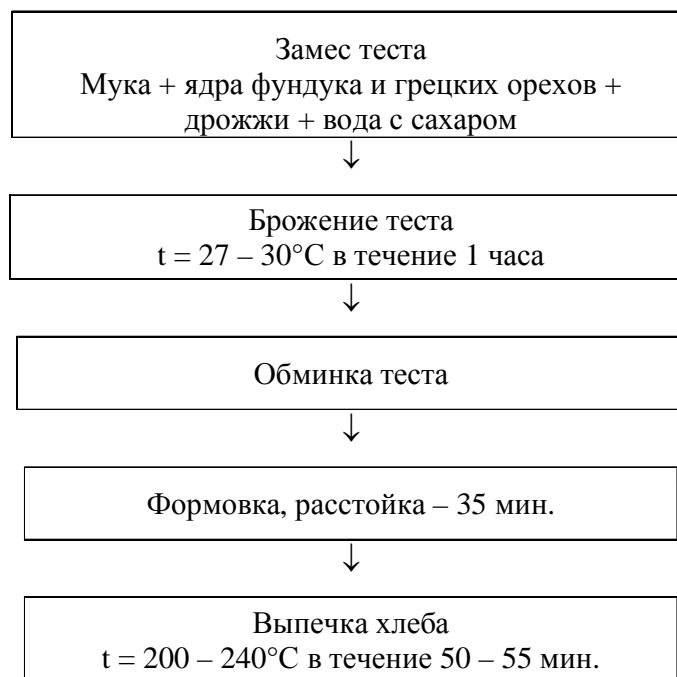 Замес теста
Мука + ядра фундука и грецких орехов +
дрожжи + вода с сахаром
↓
Брожение теста
t = 27 – 30°C в течение 1 часа
↓
Обминка теста
↓
Формовка, расстойка – 35 мин.
↓
Выпечка хлеба
t = 200 – 240°C в течение 50 – 55 мин.